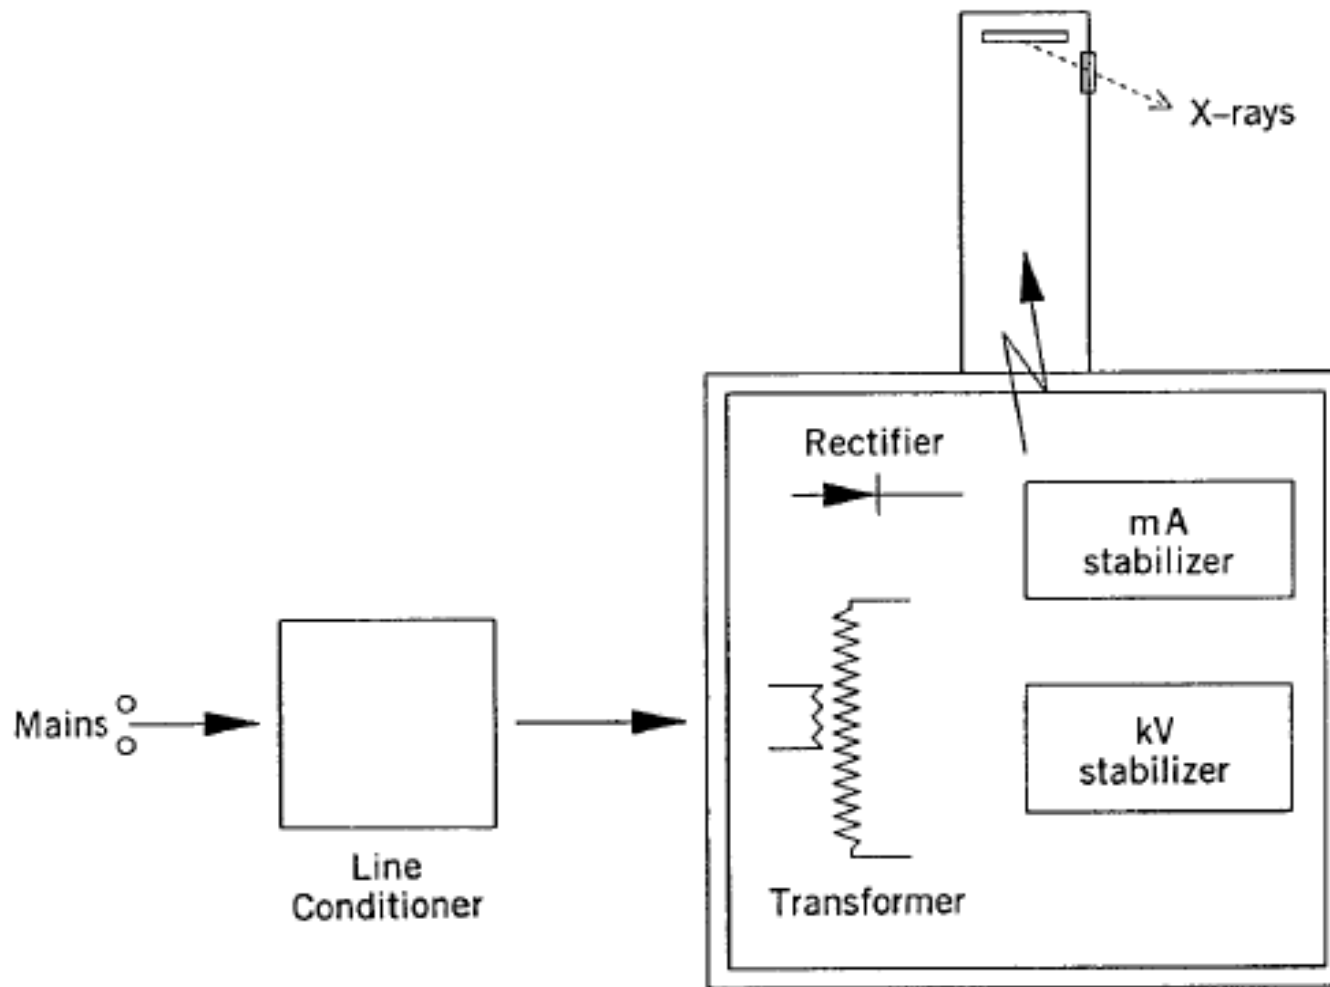 X-rays
Rectifier
mA
stabilizer
Mains
kV
stabilizer
Line
Conditioner
Transformer